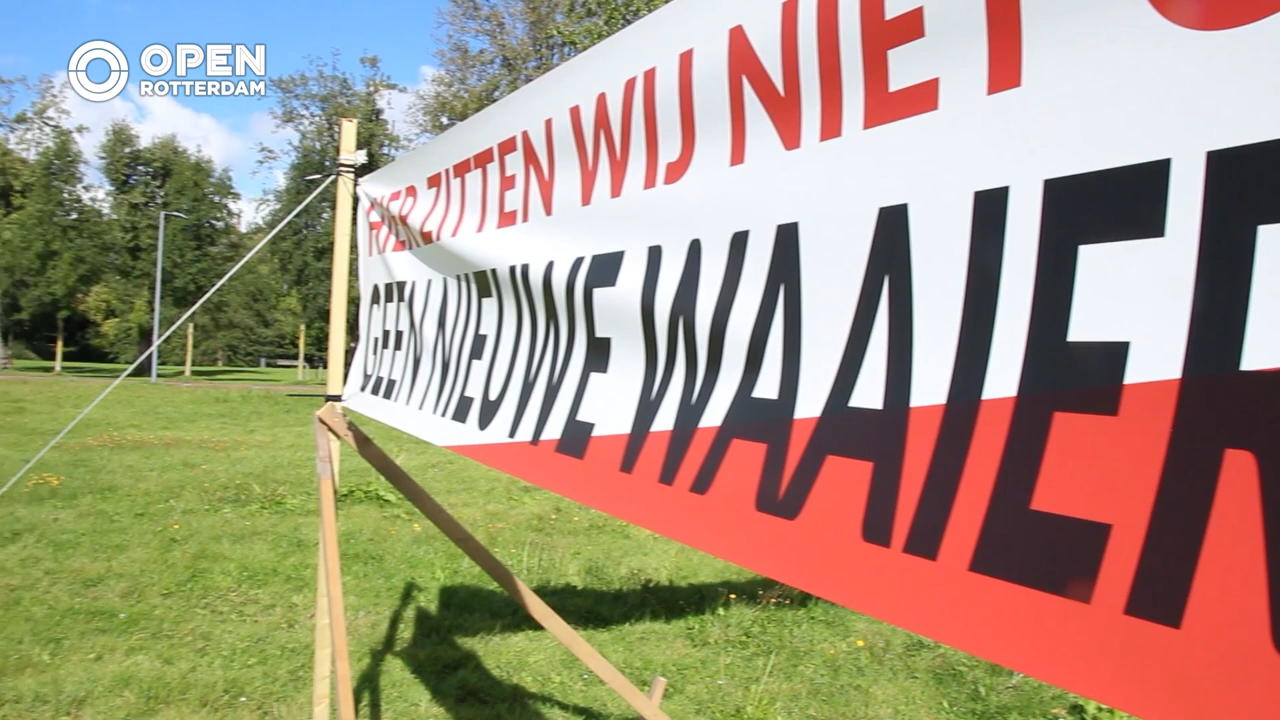 OPEN
ROTTERDAM
HIER ZITTEN WIJ NIET
GEEN NIEUWE WAAIER